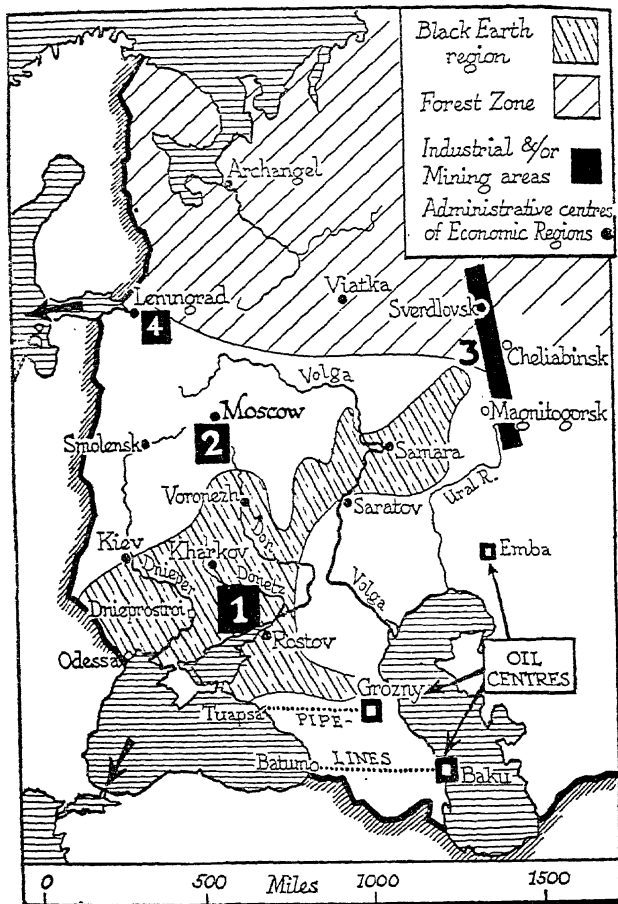 Black Earth
region
Forest Zone
Industrial &/or
Mining areas
Administrative centres
of Economic Regions
Archangel
Viatka
Leningrad
Sverdlovsk
4
3
Cheliabinsk
Volga
Moscow
Magnitogorsk
Smolensk
2
Samara
Ural R.
Voronezh
Saratov
Don
Kiev
Kharkov
Emba
Dnieper
Donetz
Volga
Dnieprostroi
1
Rostov
OIL
CENTRES
Odessa
Grozny
Tuapsa
PIPE-
Batum
LINES
Baku
0 500 Miles 1000 1500